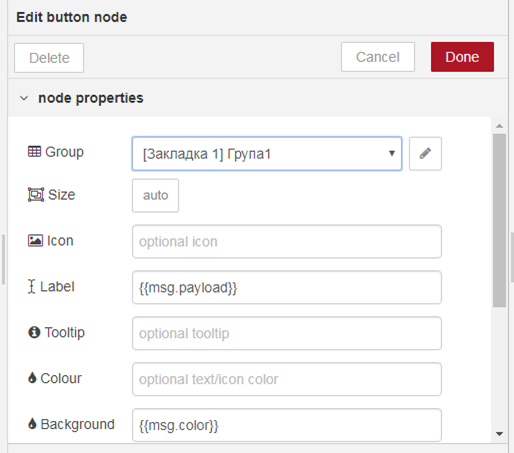 Edit button node
Delete
Cancel
Done
node properties
Group
[Закладка 1] Група1
Size
auto
Icon
optional icon
Label
{{msg.payload}}
Tooltip
optional tooltip
Colour
optional text/icon color
Background
{{msg.color}}